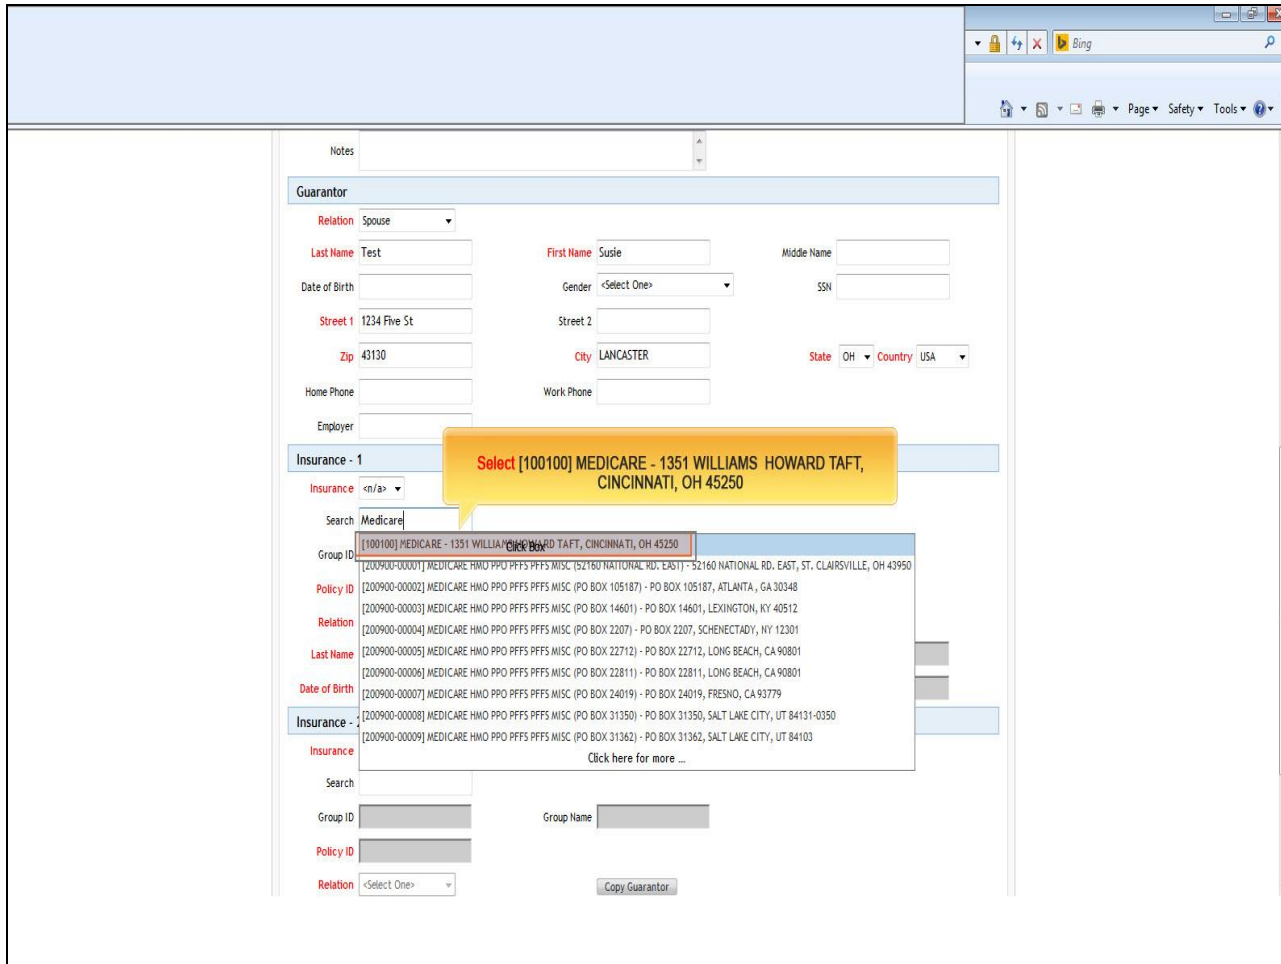 Bing
Page Safety Tools
Notes
Guarantor
Relation Spouse
Last Name Test First Name Susie Middle Name
Date of Birth Gender <Select One> SSN
Street 1 1234 Five St Street 2
Zip 43130 City LANCASTER State OH Country USA
Home Phone Work Phone
Employer
Select [100100] MEDICARE - 1351 WILLIAMS HOWARD TAFT,
CINCINNATI, OH 45250
Insurance - 1
Insurance <n/a>
Search Medicare
[100100] MEDICARE - 1351 WILLIAMS HOWARD TAFT, CINCINNATI, OH 45250
Click Box
Group ID
[200900-00001] MEDICARE HMO PPO PFFS PFFS MISC (52160 NATIONAL RD. EAST) - 52160 NATIONAL RD. EAST, ST. CLAIRSVILLE, OH 43950
Policy ID [200900-00002] MEDICARE HMO PPO PFFS PFFS MISC (PO BOX 105187) - PO BOX 105187, ATLANTA , GA 30348
[200900-00003] MEDICARE HMO PPO PFFS PFFS MISC (PO BOX 14601) - PO BOX 14601, LEXINGTON, KY 40512
Relation [200900-00004] MEDICARE HMO PPO PFFS PFFS MISC (PO BOX 2207) - PO BOX 2207, SCHENECTADY, NY 12301
Last Name [200900-00005] MEDICARE HMO PPO PFFS PFFS MISC (PO BOX 22712) - PO BOX 22712, LONG BEACH, CA 90801
[200900-00006] MEDICARE HMO PPO PFFS PFFS MISC (PO BOX 22811) - PO BOX 22811, LONG BEACH, CA 90801
Date of Birth [200900-00007] MEDICARE HMO PPO PFFS PFFS MISC (PO BOX 24019) - PO BOX 24019, FRESNO, CA 93779
Insurance - 2 [200900-00008] MEDICARE HMO PPO PFFS PFFS MISC (PO BOX 31350) - PO BOX 31350, SALT LAKE CITY, UT 84131-0350
[200900-00009] MEDICARE HMO PPO PFFS PFFS MISC (PO BOX 31362) - PO BOX 31362, SALT LAKE CITY, UT 84103
Insurance Click here for more ...
Search
Group ID Group Name
Policy ID
Relation <Select One> Copy Guarantor